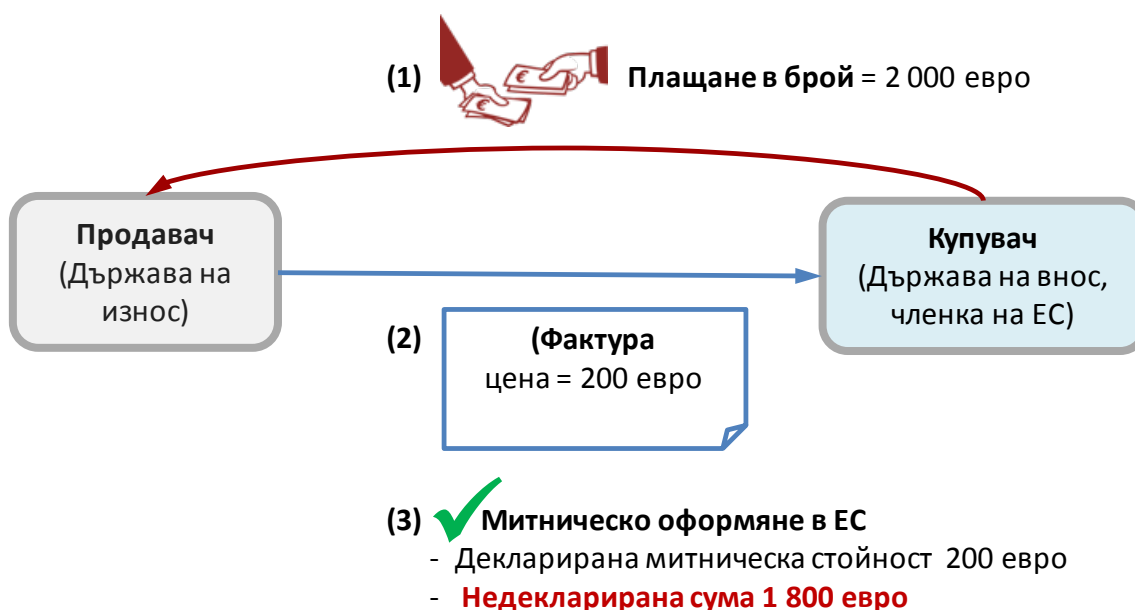 (1) Плащане в брой = 2 000 евро
Продавач
(Държава на
износ)
Купувач
(Държава на внос,
членка на ЕС)
(2) (Фактура
цена = 200 евро
(3) Митническо оформяне в ЕС
- Декларирана митническа стойност 200 евро
- Недекларирана сума 1 800 евро